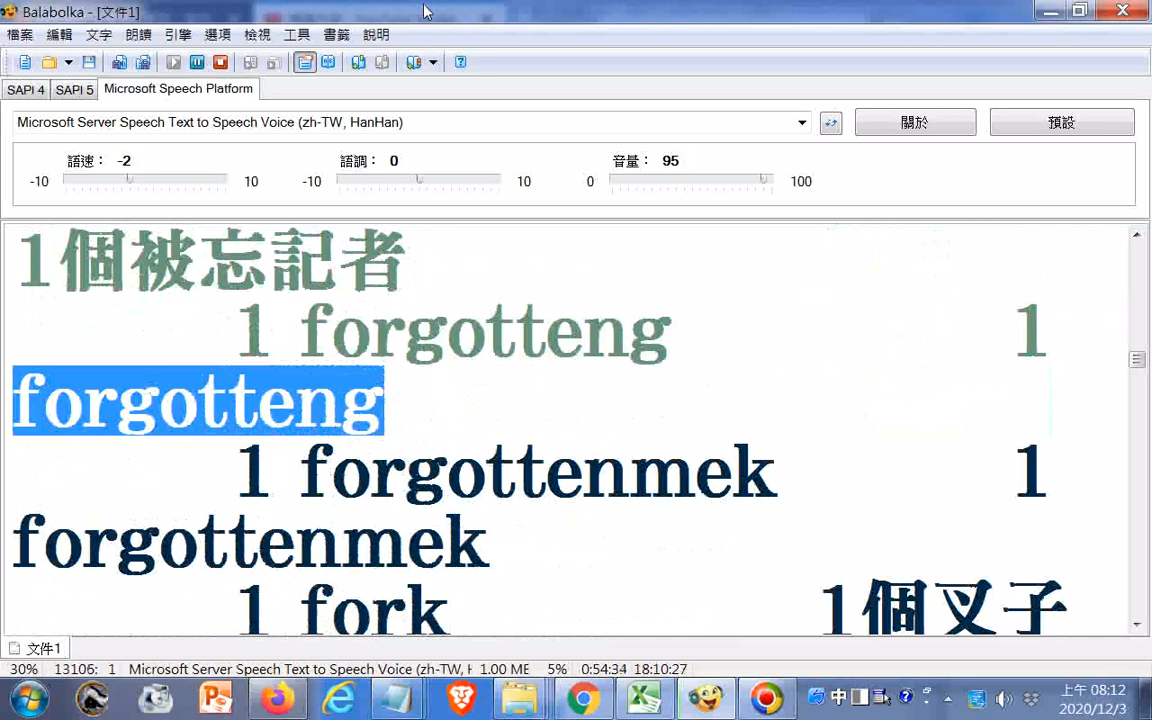 Balabolka - [文件1]
檔案 編輯 文字 朗讀 引擎 選項 檢視 工具 書籤 說明
SAPI 4 SAPI 5 Microsoft Speech Platform
Microsoft Server Speech Text to Speech Voice (zh-TW, HanHan) 關於 預設
語速： -2 語調： 0 音量： 95
-10 10 -10 10 0 100
1個被忘記者
1 forgotteng 1
forgotteng
1 forgottenmek 1
forgottenmek
1 fork 1個叉子
文件1
30% 13106: 1 Microsoft Server Speech Text to Speech Voice (zh-TW, H 1.00 ME 5% 0:54:34 18:10:27
中 上午 08:12
2020/12/3